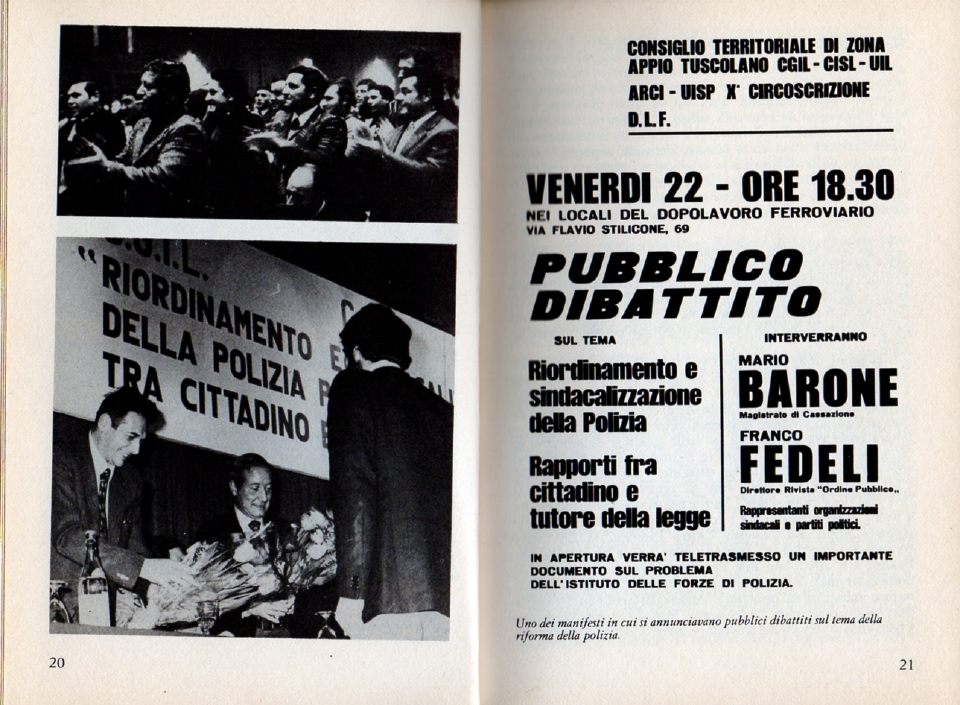 C.G.I.L. C
"RIORDINAMENTO E
DELLA POLIZIA P
TRA CITTADINO E
20
CONSIGLIO TERRITORIALE DI ZONA
APPIO TUSCOLANO CGIL - CISL - UIL
ARCI - UISP X° CIRCOSCRIZIONE
D.L.F.
VENERDI 22 - ORE 18.30
NEI LOCALI DEL DOPOLAVORO FERROVIARIO
VIA FLAVIO STILICONE, 69
PUBBLICO
DIBATTITO
SUL TEMA
Riordinamento e
sindacalizzazione
della Polizia
Rapporti fra
cittadino e
tutore della legge
INTERVERRANNO
MARIO
BARONE
Magistrato di Cassazione
FRANCO
FEDELI
Direttore Rivista "Ordine Pubblico„
Rappresentanti organizzazioni
sindacali e partiti politici.
IN APERTURA VERRA' TELETRASMESSO UN IMPORTANTE
DOCUMENTO SUL PROBLEMA
DELL'ISTITUTO DELLE FORZE DI POLIZIA.
Uno dei manifesti in cui si annunciavano pubblici dibattiti sul tema della
riforma della polizia.
21